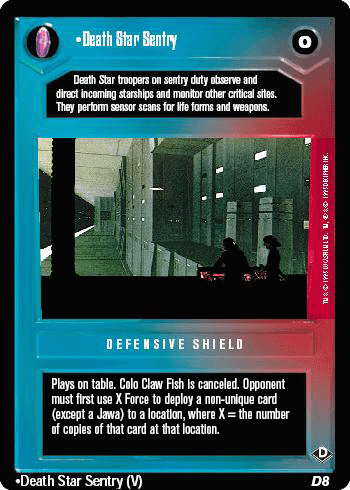 •Death Star Sentry
0
Death Star troopers on sentry duty observe and
direct incoming starships and monitor other critical sites.
They perform sensor scans for life forms and weapons.
TM & © 1995 LUCASFILM LTD. TM, ® & © 1995 DECIPHER INC.
DEFENSIVE SHIELD
Plays on table. Colo Claw Fish is canceled. Opponent
must first use X Force to deploy a non-unique card
(except a Jawa) to a location, where X = the number
of copies of that card at that location.
D
•Death Star Sentry (V)
D8